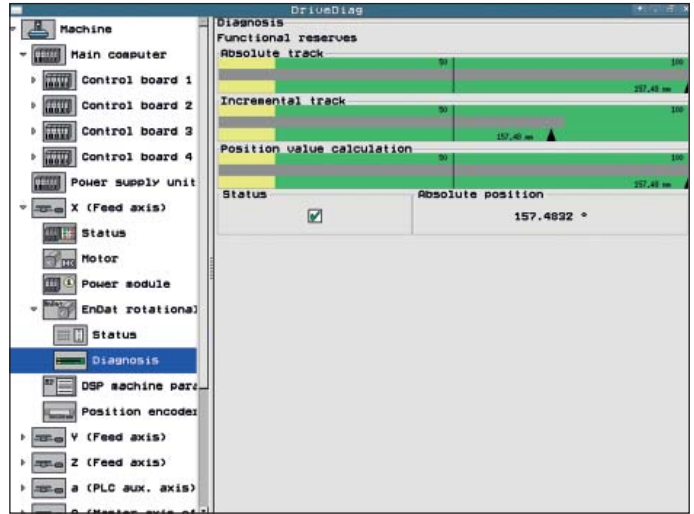 DriveDiag
Machine
Main computer
Control board 1
Control board 2
Control board 3
Control board 4
Power supply unit
X (Feed axis)
Status
Motor
Power module
EnDat rotational
Status
Diagnosis
DSP machine para
Position encoder
Y (Feed axis)
Z (Feed axis)
a (PLC aux. axis)
Diagnosis
Functional reserves
Absolute track
50 100
157,48 mm
Incremental track
50 100
157,48 mm
Position value calculation
50 100
157,48 mm
Status
Absolute position
157.4832 °